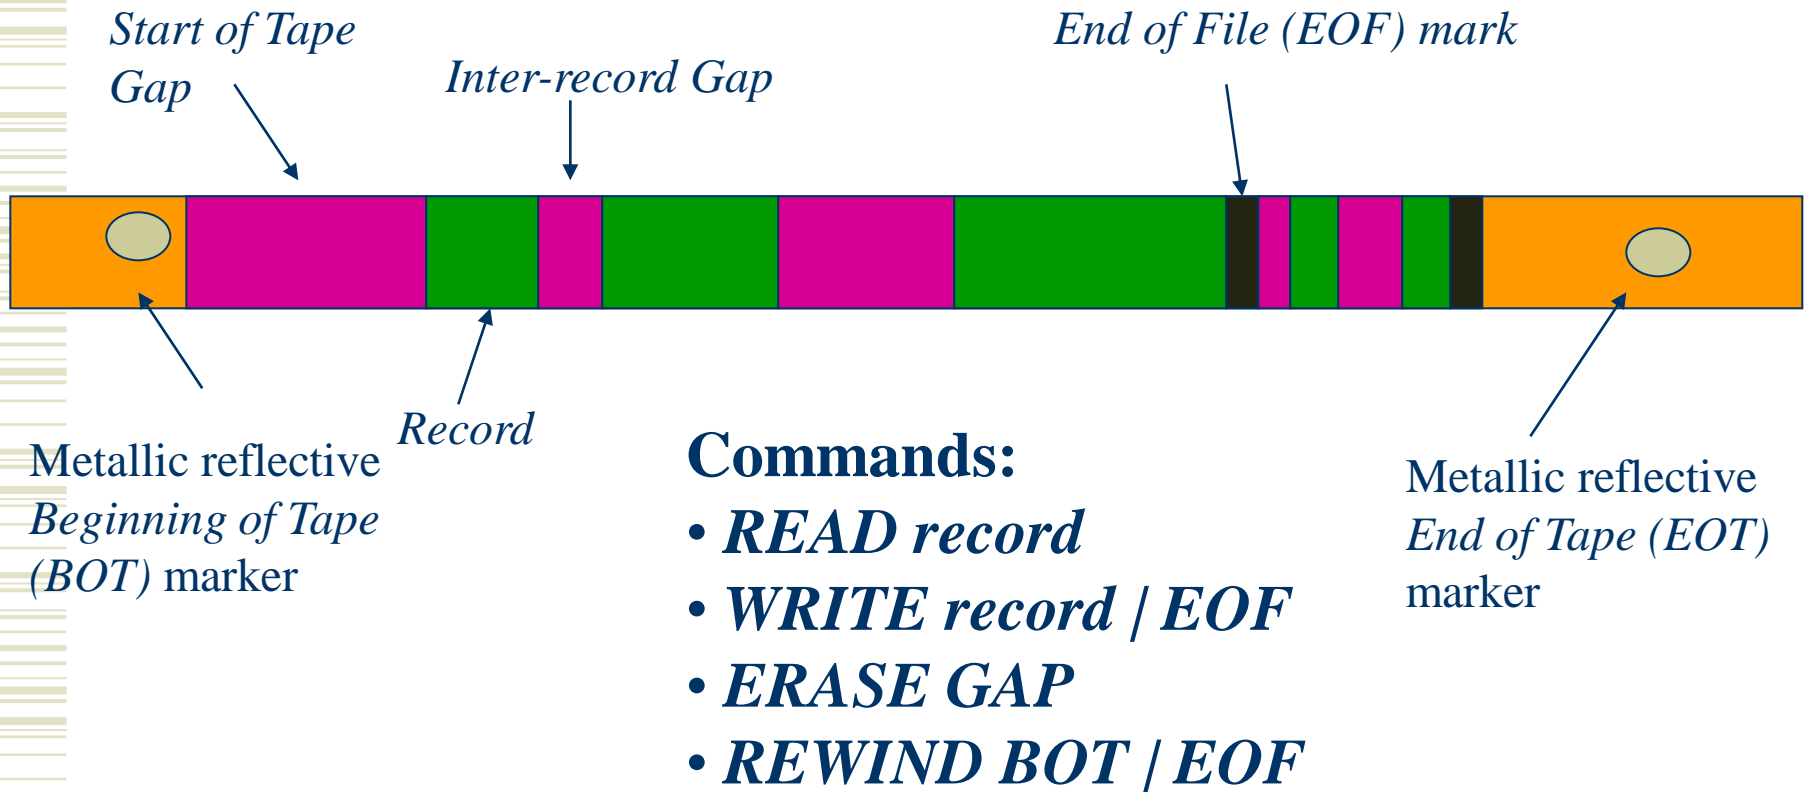 Start of Tape
Gap
Inter-record Gap
End of File (EOF) mark
Record
Metallic reflective
Beginning of Tape
(BOT) marker
Commands:
• READ record
• WRITE record / EOF
• ERASE GAP
• REWIND BOT / EOF
Metallic reflective
End of Tape (EOT)
marker